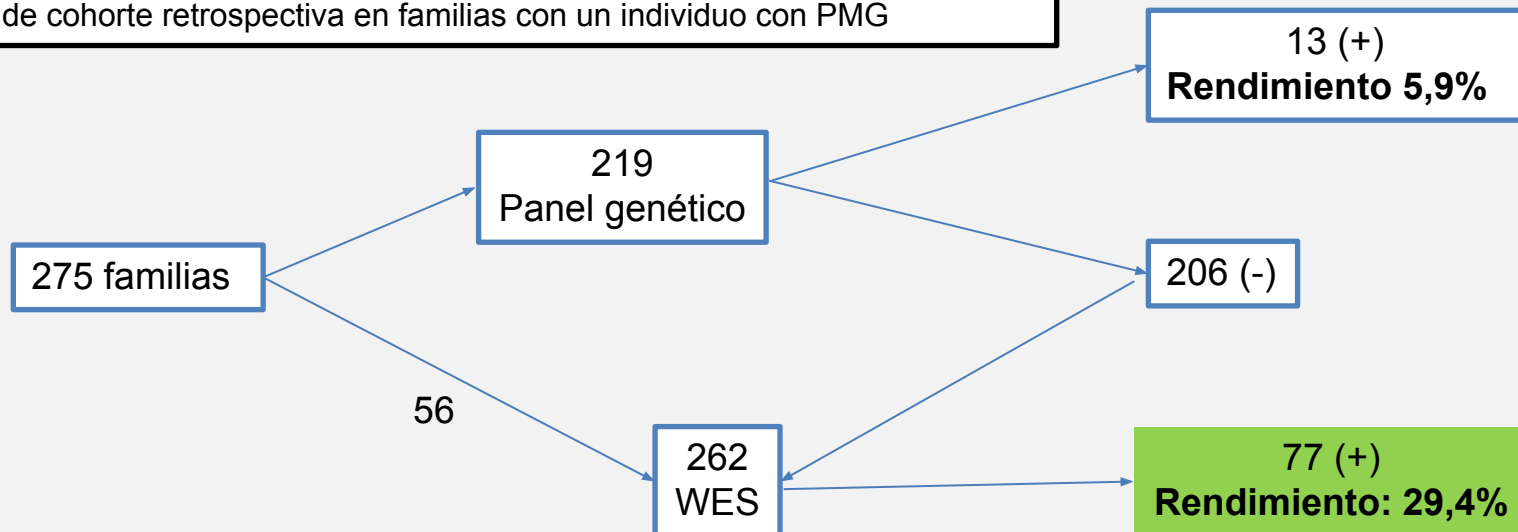 de cohorte retrospectiva en familias con un individuo con PMG
13 (+)
Rendimiento 5,9%
219
Panel genético
275 familias
206 (-)
56
262
WES
77 (+)
Rendimiento: 29,4%